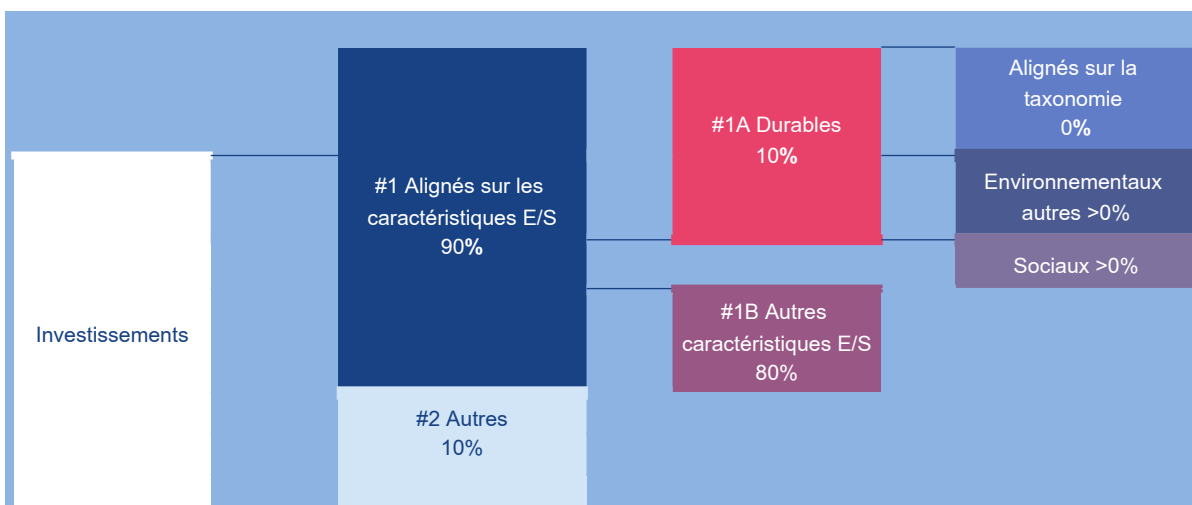 Investissements
#1 Alignés sur les
caractéristiques E/S
90%
#2 Autres
10%
#1A Durables
10%
#1B Autres
caractéristiques E/S
80%
Alignés sur la
taxonomie
0%
Environnementaux
autres >0%
Sociaux >0%